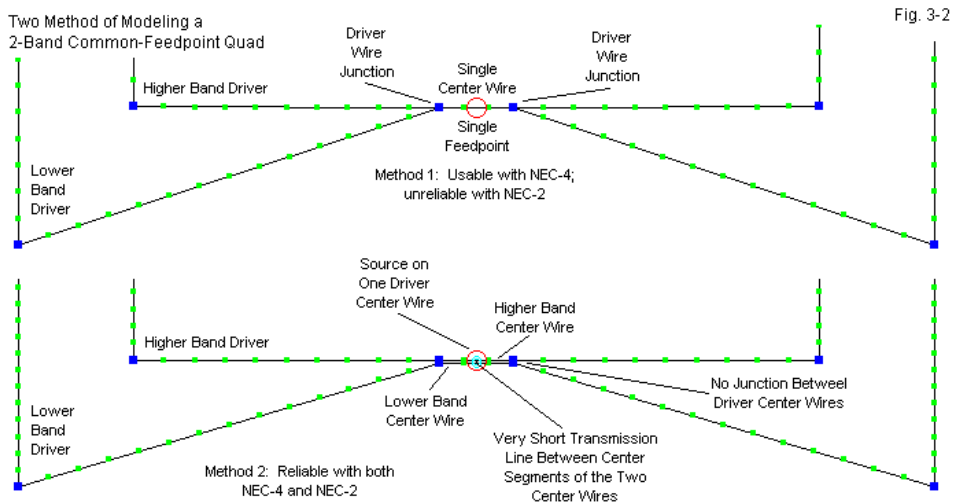 Two Method of Modeling a
2-Band Common-Feedpoint Quad
Fig. 3-2
Driver
Wire
Junction
Single
Center Wire
Driver
Wire
Junction
Higher Band Driver
Single
Feedpoint
Lower
Band
Driver
Method 1: Usable with NEC-4;
unreliable with NEC-2
Source on
One Driver
Center Wire
Higher Band
Center Wire
Higher Band Driver
No Junction Betweel
Driver Center Wires
Lower Band
Center Wire
Lower
Band
Driver
Very Short Transmission
Line Between Center
Segments of the Two
Center Wires
Method 2: Reliable with both
NEC-4 and NEC-2